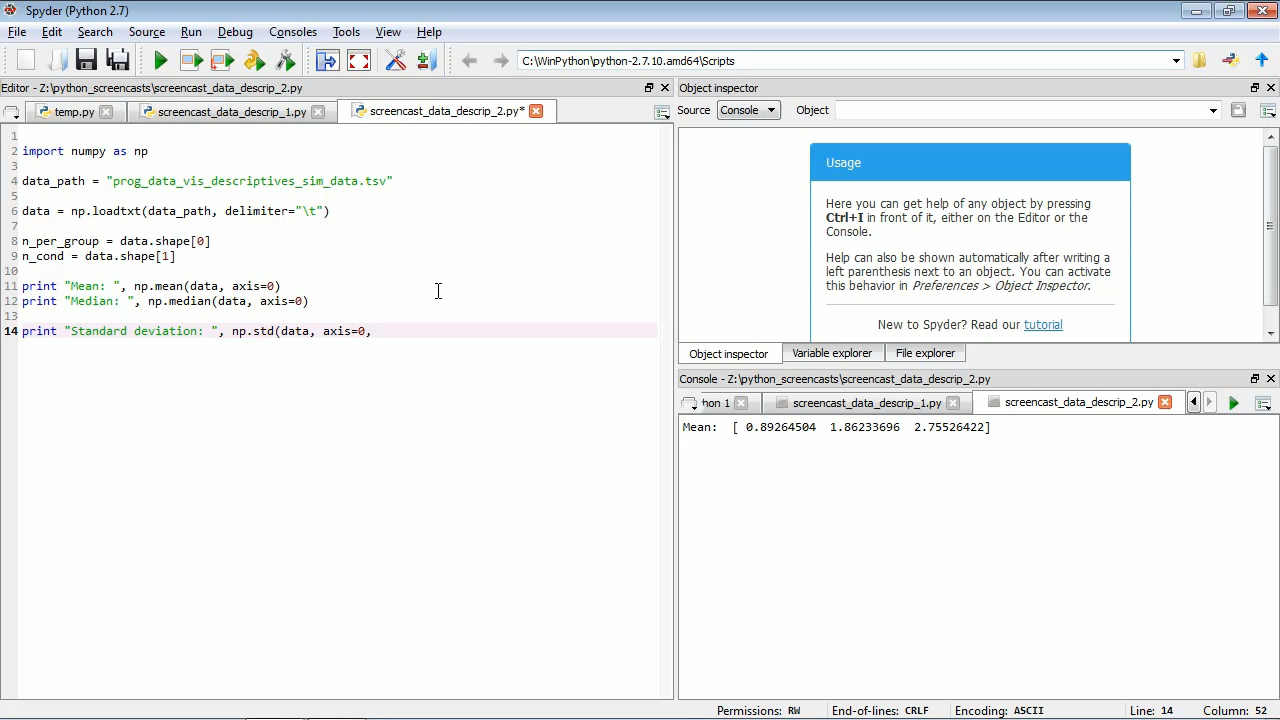 Spyder (Python 2.7)
File Edit Search Source Run Debug Consoles Tools View Help
C:\WinPython\python-2.7.10.amd64\Scripts
Editor - Z:\python_screencasts\screencast_data_descrip_2.py
temp.py screencast_data_descrip_1.py screencast_data_descrip_2.py*
1
2 import numpy as np
3
4 data_path = "prog_data_vis_descriptives_sim_data.tsv"
5
6 data = np.loadtxt(data_path, delimiter="\t")
7
8 n_per_group = data.shape[0]
9 n_cond = data.shape[1]
10
11 print "Mean: ", np.mean(data, axis=0)
12 print "Median: ", np.median(data, axis=0)
13
14 print "Standard deviation: ", np.std(data, axis=0,
Object inspector
Source Console Object
Usage
Here you can get help of any object by pressing
Ctrl+I in front of it, either on the Editor or the
Console.
Help can also be shown automatically after writing a
left parenthesis next to an object. You can activate
this behavior in Preferences > Object Inspector.
New to Spyder? Read our tutorial
Object inspector Variable explorer File explorer
Console - Z:\python_screencasts\screencast_data_descrip_2.py
hon 1 screencast_data_descrip_1.py screencast_data_descrip_2.py
Mean:  [ 0.89264504  1.86233696  2.75526422]
Permissions: RW End-of-lines: CRLF Encoding: ASCII Line: 14 Column: 52